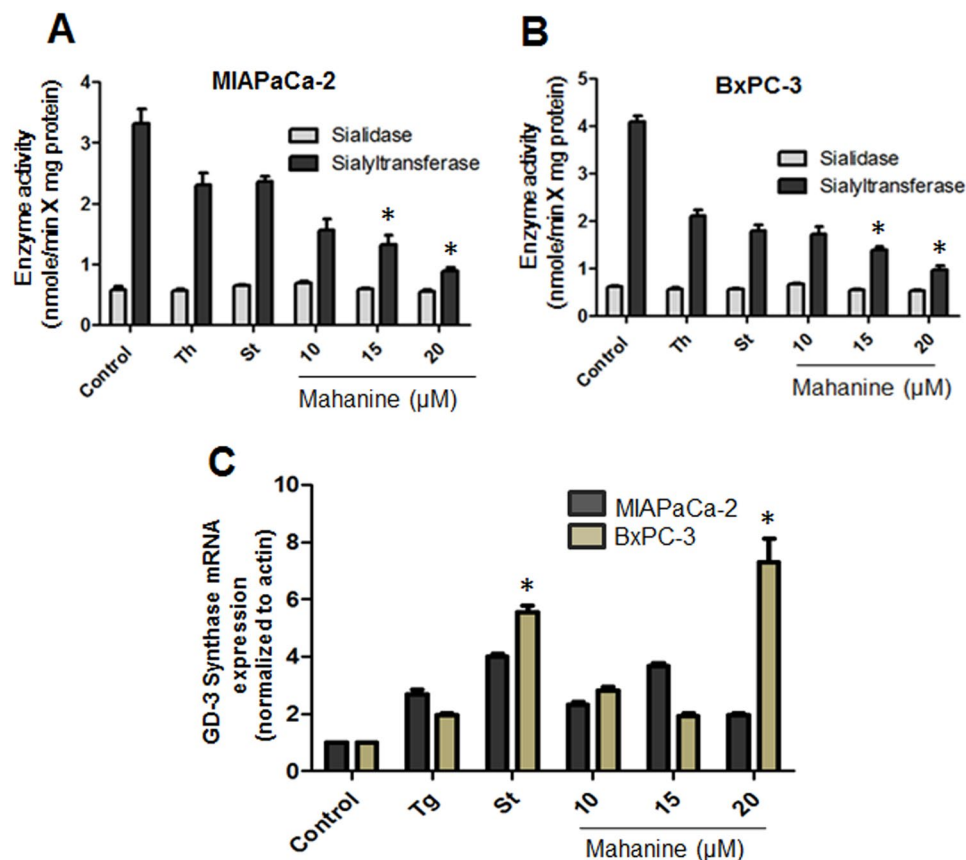 A
MIAPaCa-2
Enzyme activity
(nmole/min X mg protein)
4
3
2
1
0
Sialidase
Sialyltransferase
*
*
Control
Th
St
10
15
20
Mahanine (µM)
B
BxPC-3
Enzyme activity
(nmole/min X mg protein)
5
4
3
2
1
0
Sialidase
Sialyltransferase
*
*
Control
Th
St
10
15
20
Mahanine (µM)
C
GD-3 Synthase mRNA
expression
(normalized to actin)
10
8
6
4
2
0
MIAPaCa-2
BxPC-3
*
*
Control
Tg
St
10
15
20
Mahanine (µM)